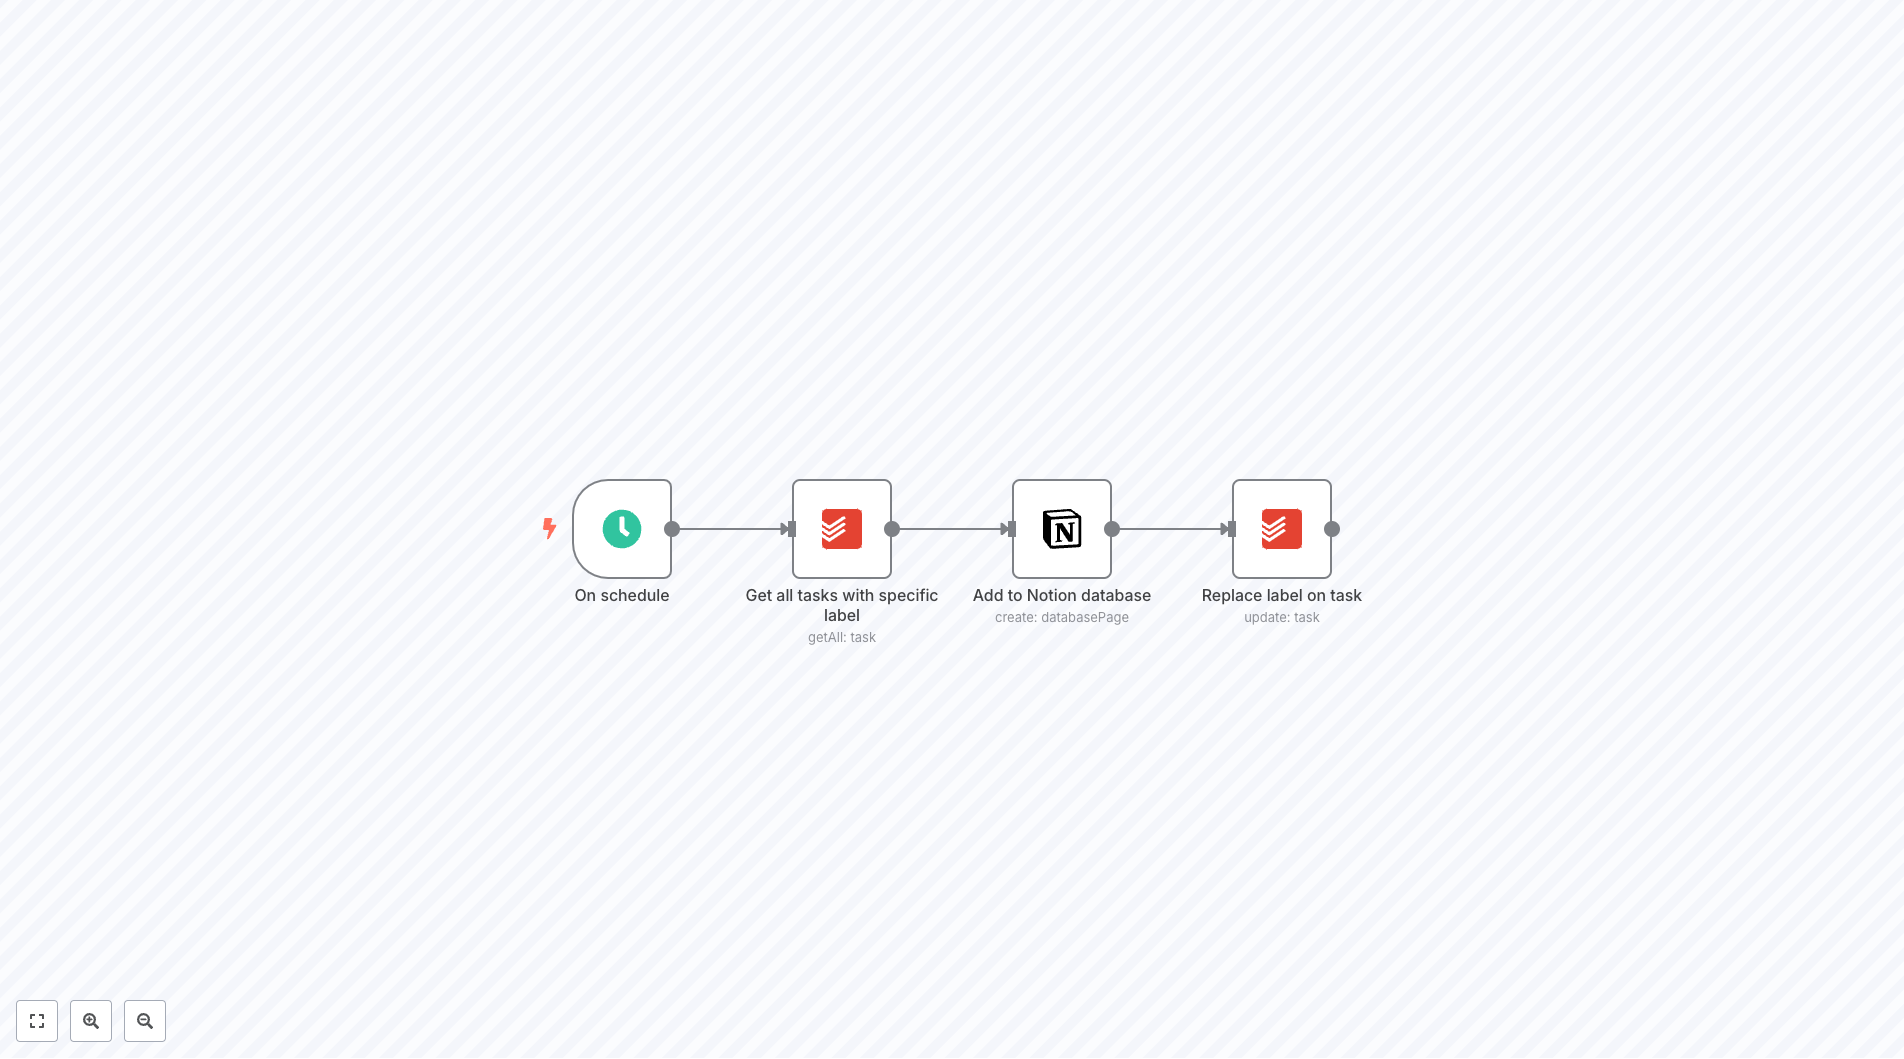 On schedule
Get all tasks with specific
label
getAll: task
Add to Notion database
create: databasePage
Replace label on task
update: task